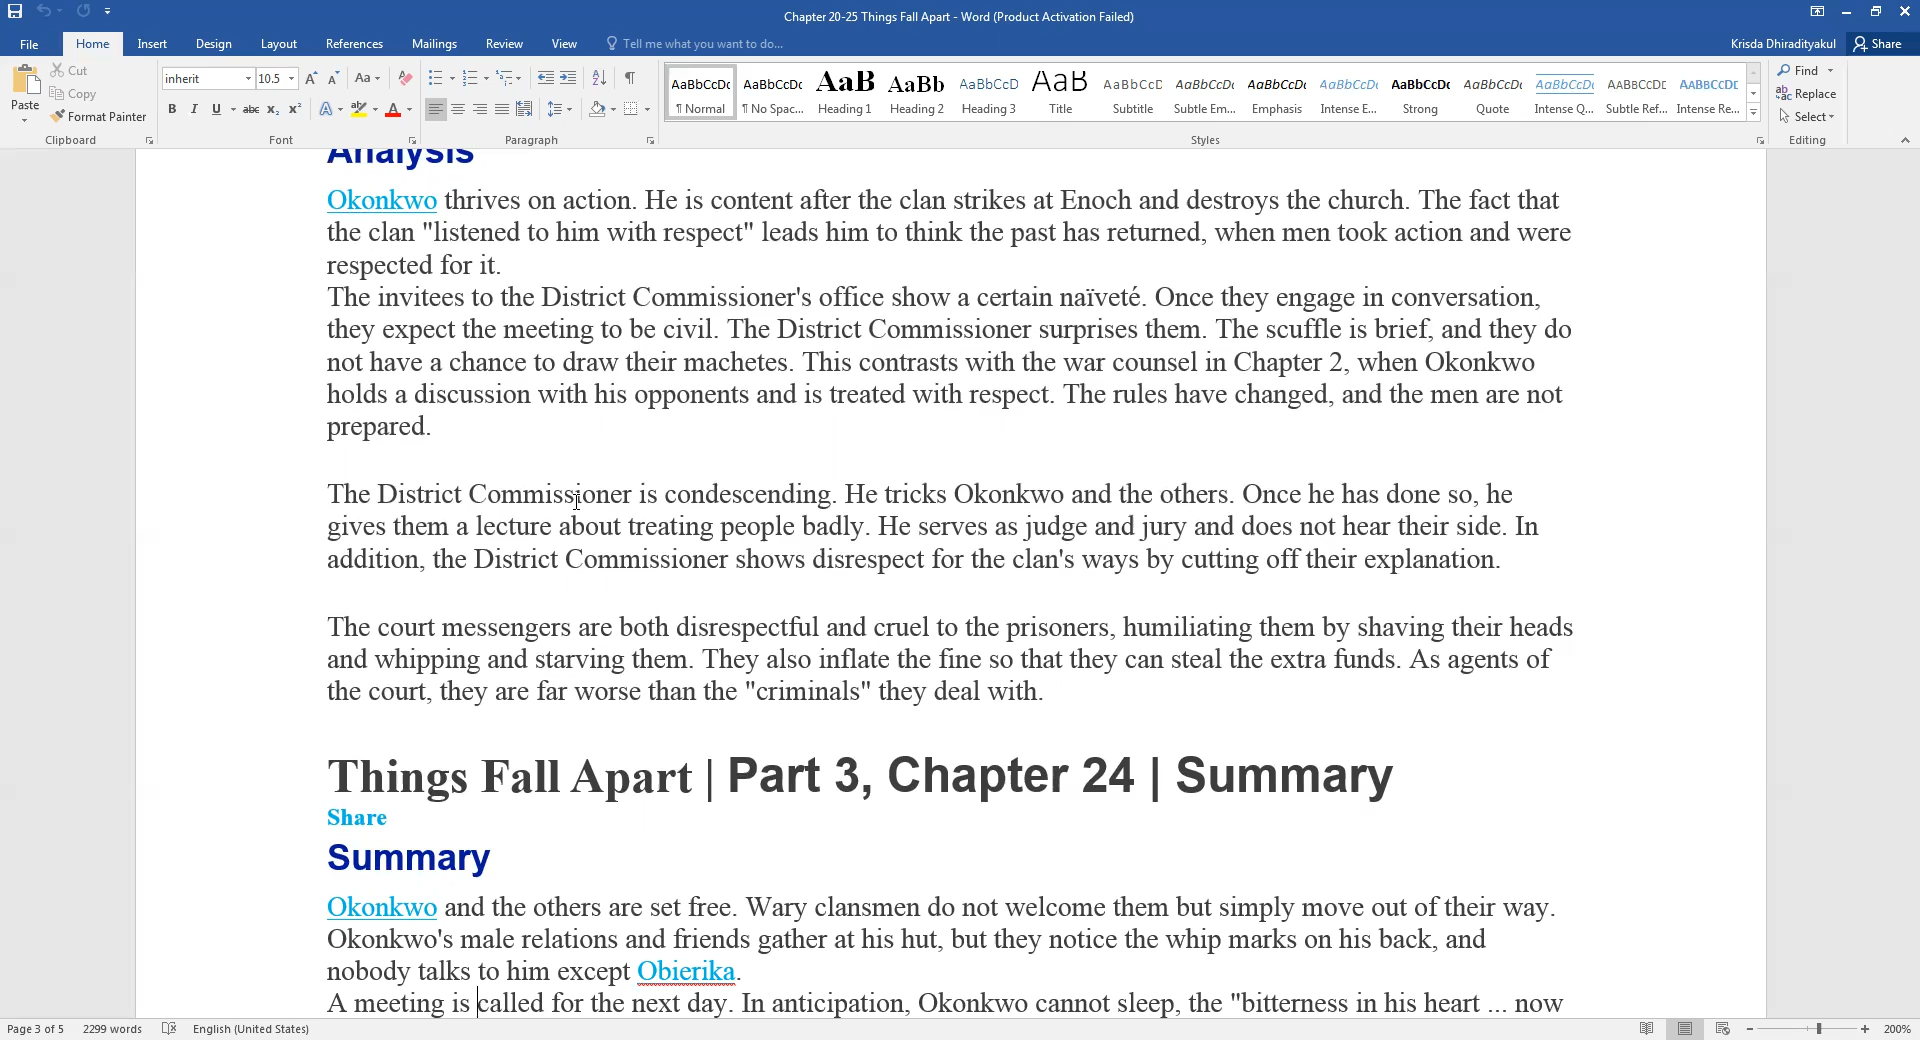 Chapter 20-25 Things Fall Apart - Word (Product Activation Failed)
File Home Insert Design Layout References Mailings Review View Tell me what you want to do... Krisda Dhiradityakul Share
Paste Cut Copy Format Painter
inherit 10.5
AaBbCcDc AaBbCcDc AaB AaBb AaBbCcD AaB AaBbCcD AaBbCcDt AaBbCcDt AaBbCcDt AaBbCcDc AaBbCcDt AaBbCcDt AABBCCDE AABBCCDE
¶ Normal ¶ No Spac... Heading 1 Heading 2 Heading 3 Title Subtitle Subtle Em... Emphasis Intense E... Strong Quote Intense Q... Subtle Ref... Intense Re...
Find Replace Select
Clipboard Font Paragraph Styles Editing
Analysis
Okonkwo thrives on action. He is content after the clan strikes at Enoch and destroys the church. The fact that
the clan "listened to him with respect" leads him to think the past has returned, when men took action and were
respected for it.
The invitees to the District Commissioner's office show a certain naïveté. Once they engage in conversation,
they expect the meeting to be civil. The District Commissioner surprises them. The scuffle is brief, and they do
not have a chance to draw their machetes. This contrasts with the war counsel in Chapter 2, when Okonkwo
holds a discussion with his opponents and is treated with respect. The rules have changed, and the men are not
prepared.
The District Commissioner is condescending. He tricks Okonkwo and the others. Once he has done so, he
gives them a lecture about treating people badly. He serves as judge and jury and does not hear their side. In
addition, the District Commissioner shows disrespect for the clan's ways by cutting off their explanation.
The court messengers are both disrespectful and cruel to the prisoners, humiliating them by shaving their heads
and whipping and starving them. They also inflate the fine so that they can steal the extra funds. As agents of
the court, they are far worse than the "criminals" they deal with.
Things Fall Apart | Part 3, Chapter 24 | Summary
Share
Summary
Okonkwo and the others are set free. Wary clansmen do not welcome them but simply move out of their way.
Okonkwo's male relations and friends gather at his hut, but they notice the whip marks on his back, and
nobody talks to him except Obierika.
A meeting is called for the next day. In anticipation, Okonkwo cannot sleep, the "bitterness in his heart ... now
Page 3 of 5 2299 words English (United States) 200%